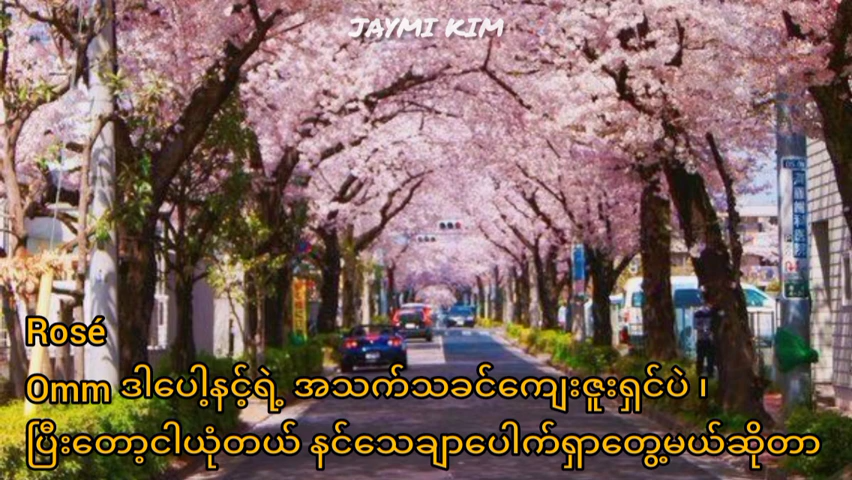 JAYMI KIM
Rosé
Omm ဒါပေါ့နင့်ရဲ့ အသက်သခင်ကျေးဇူးရှင်ပဲ ၊
ပြီးတော့ငါယုံတယ် နင်သေချာပေါက်ရှာတွေ့မယ်ဆိုတာ